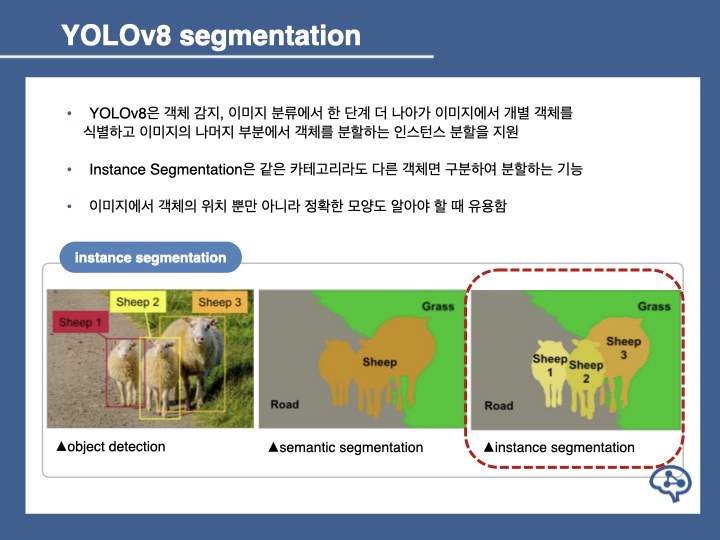 YOLOv8 segmentation
• YOLOv8은 객체 감지, 이미지 분류에서 한 단계 더 나아가 이미지에서 개별 객체를
식별하고 이미지의 나머지 부분에서 객체를 분할하는 인스턴스 분할을 지원
• Instance Segmentation은 같은 카테고리라도 다른 객체면 구분하여 분할하는 기능
• 이미지에서 객체의 위치 뿐만 아니라 정확한 모양도 알아야 할 때 유용함
instance segmentation
Sheep 1
Sheep 2
Sheep 3
▲object detection
Grass
Sheep
Road
▲semantic segmentation
Grass
Sheep
1
Sheep
2
Sheep
3
Road
▲instance segmentation